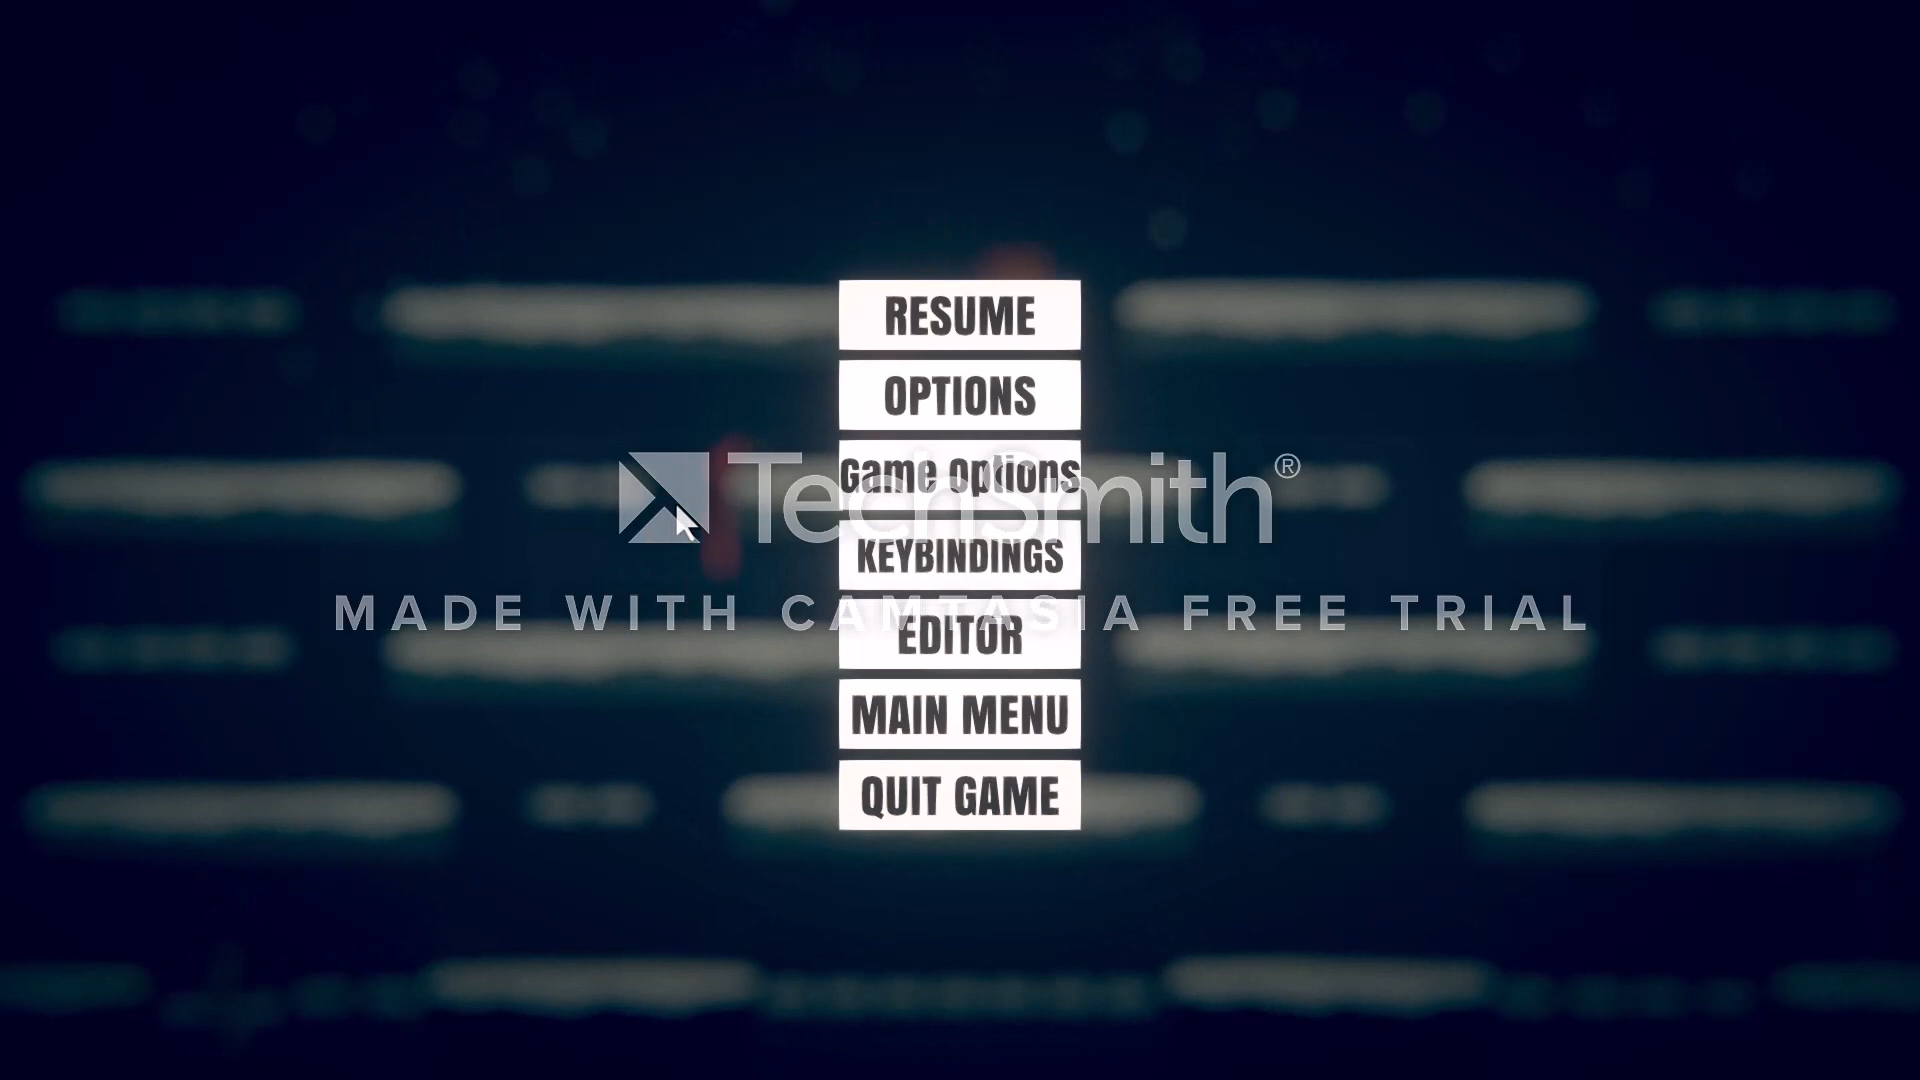 RESUME
OPTIONS
Game Options
TechSmith®
KEYBINDINGS
MADE WITH CAMTASIA FREE TRIAL
EDITOR
MAIN MENU
QUIT GAME